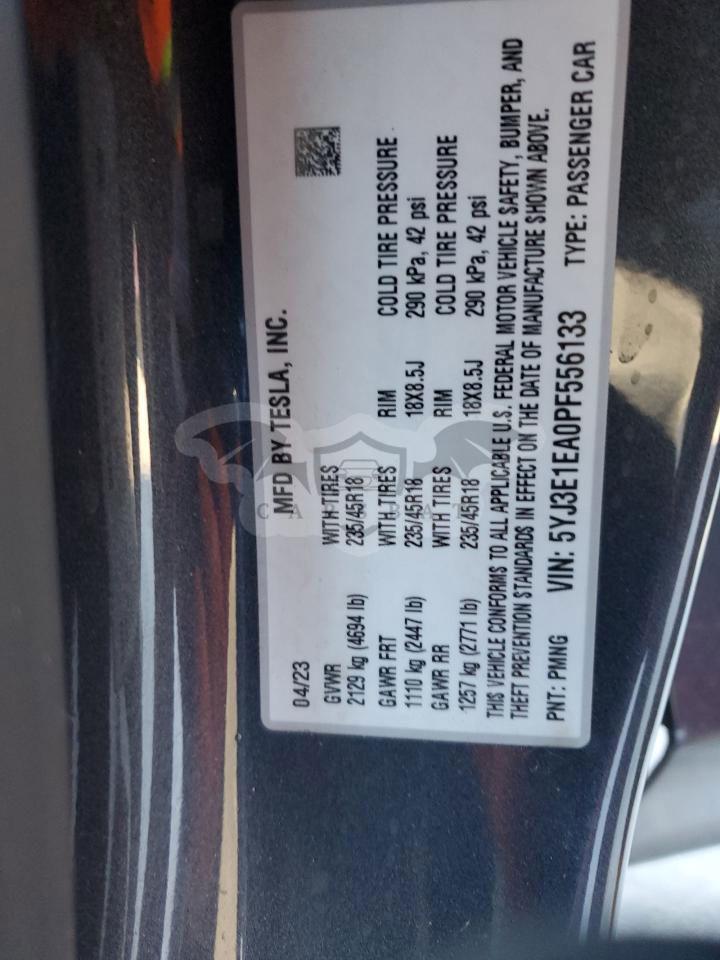 MFD BY TESLA, INC.
04/23
GVWR WITH TIRES
2129 kg (4694 lb) 235/45R18
GAWR FRT WITH TIRES RIM COLD TIRE PRESSURE
1110 kg (2447 lb) 235/45R18 18X8.5J 290 kPa, 42 psi
GAWR RR WITH TIRES RIM COLD TIRE PRESSURE
1257 kg (2771 lb) 235/45R18 18X8.5J 290 kPa, 42 psi
THIS VEHICLE CONFORMS TO ALL APPLICABLE U.S. FEDERAL MOTOR VEHICLE SAFETY, BUMPER, AND
THEFT PREVENTION STANDARDS IN EFFECT ON THE DATE OF MANUFACTURE SHOWN ABOVE.
PNT: PMNG VIN: 5YJ3E1EA0PF556133 TYPE: PASSENGER CAR